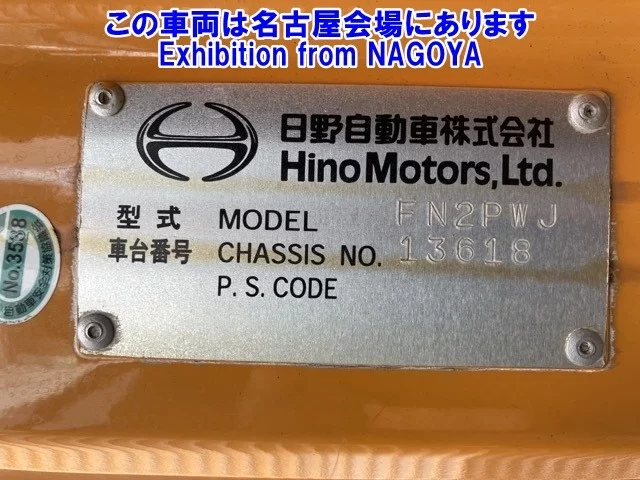 この車両は名古屋会場にあります
Exhibition from NAGOYA
日野自動車株式会社
Hino Motors, Ltd.
型式 MODEL FN2PWJ
車台番号 CHASSIS NO. 13618
P. S. CODE
No.3538